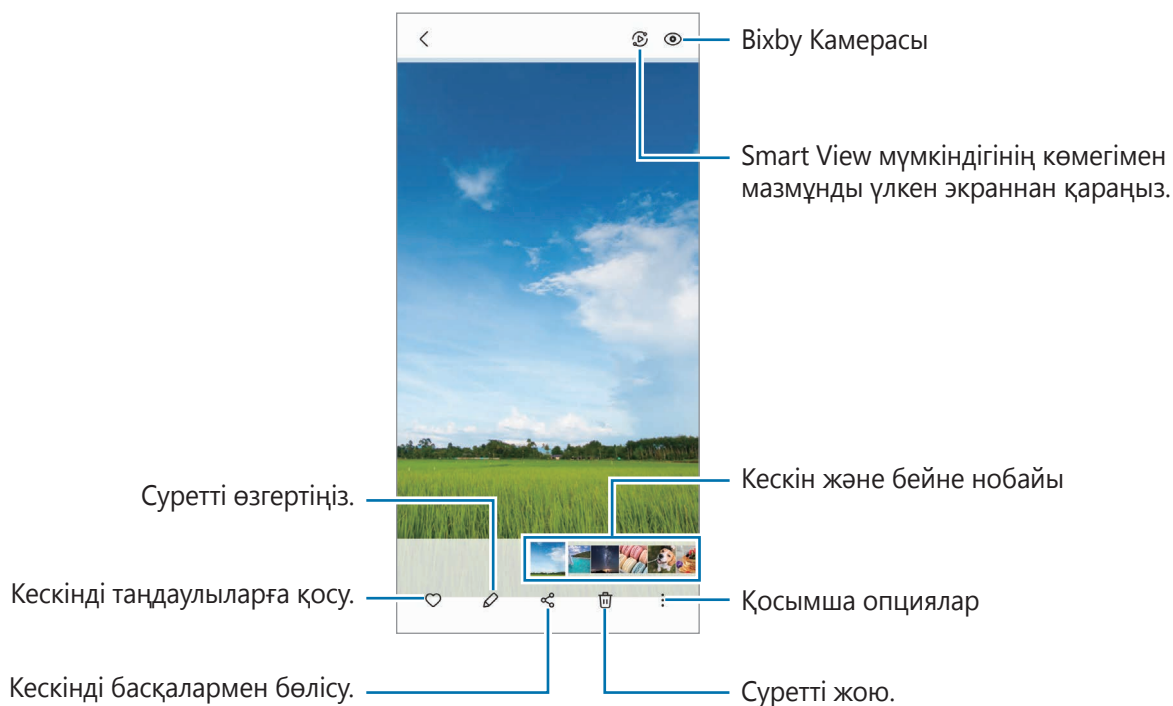 Bixby Камерасы
Smart View мүмкіндігінің көмегімен
мазмұнды үлкен экраннан қараңыз.
Кескін және бейне нобайы
Суретті өзгертіңіз.
Кескінді таңдаулыларға қосу.
Қосымша опциялар
Кескінді басқалармен бөлісу.
Суретті жою.